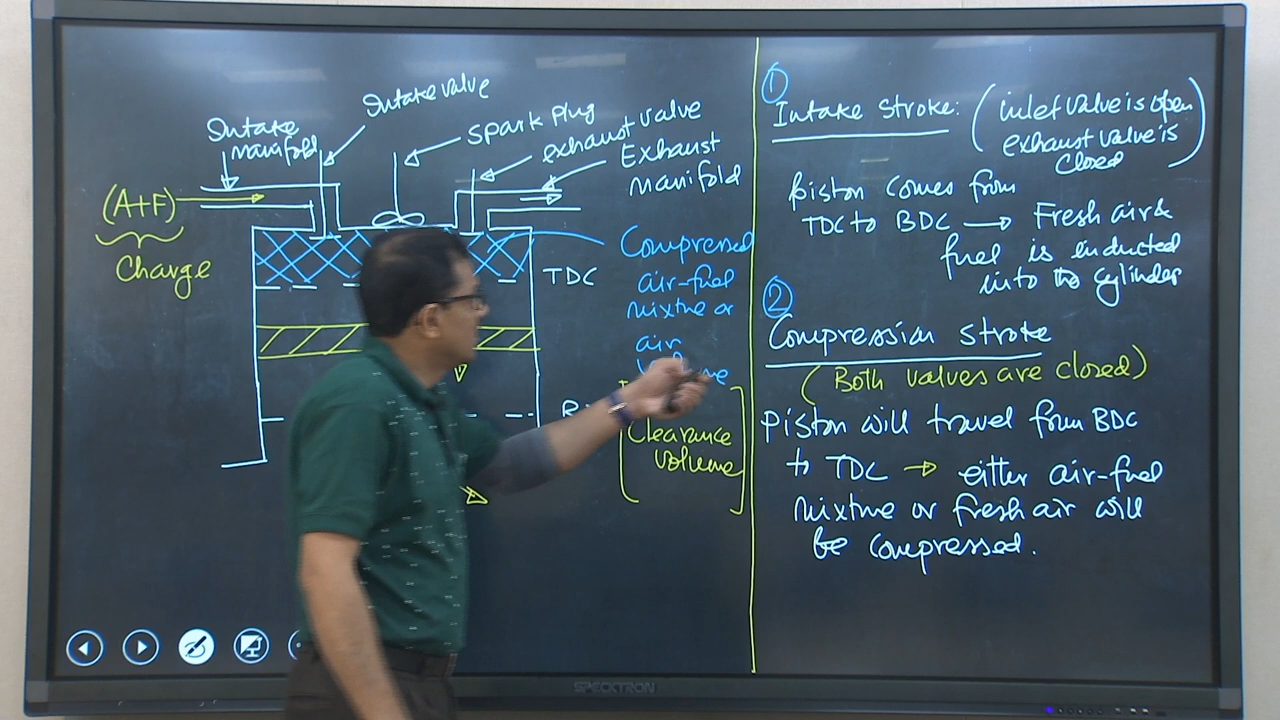 Intake valve
Intake
manifold
spark plug
exhaust valve
Exhaust
manifold
(A+F)
Charge
TDC
Compressed
air-fuel
mixture or
air
volume
Clearance
volume
①
Intake stroke: (inlet valve is open
exhaust valve is
closed)
piston comes from
TDC to BDC → Fresh air &
fuel is inducted
into the cylinder
②
Compression stroke
(Both valves are closed)
Piston will travel from BDC
to TDC → either air-fuel
mixture or fresh air will
be compressed.
SPECKTRON